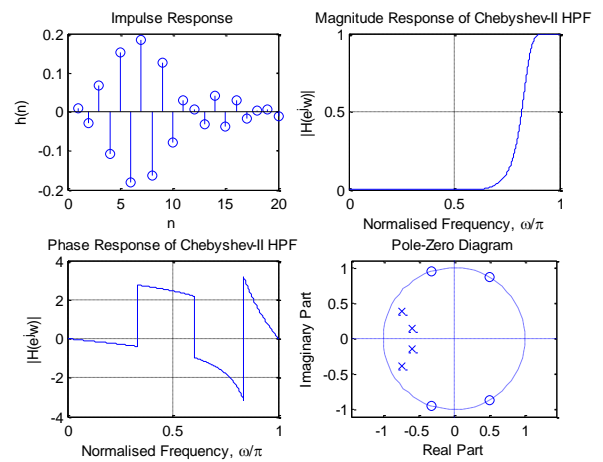 Impulse Response
0.2
0.1
0
-0.1
-0.2
h(n)
0
5
10
15
20
n
Magnitude Response of Chebyshev-II HPF
1
0.5
0
|H(e^jw)|
0
0.5
1
Normalised Frequency, ω/π
Phase Response of Chebyshev-II HPF
4
2
0
-2
-4
|H(e^jw)|
0
0.5
1
Normalised Frequency, ω/π
Pole-Zero Diagram
1
0.5
0
-0.5
-1
Imaginary Part
-1
-0.5
0
0.5
1
Real Part